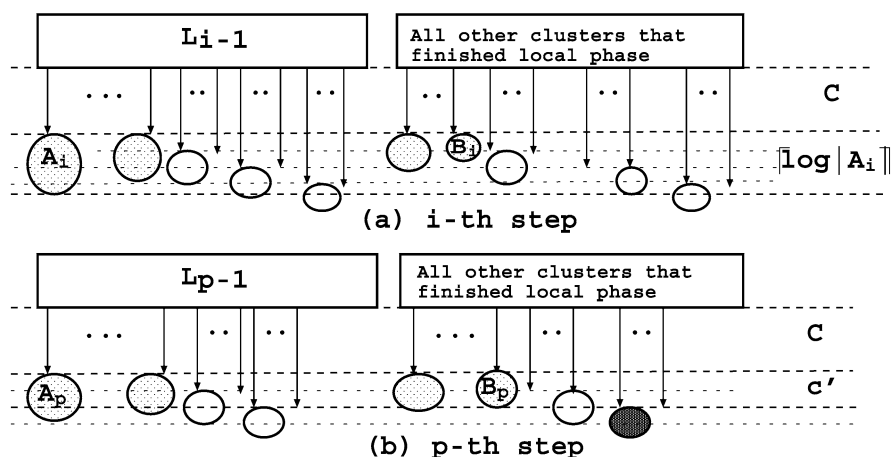 Li-1
All other clusters that
finished local phase
... .. .. .. .. .. .. ..
C
Ai
Bi
⌈log|Ai|⌉
(a) i-th step
Lp-1
All other clusters that
finished local phase
... .. .. ... .. ..
C
Ap
Bp
c'
(b) p-th step